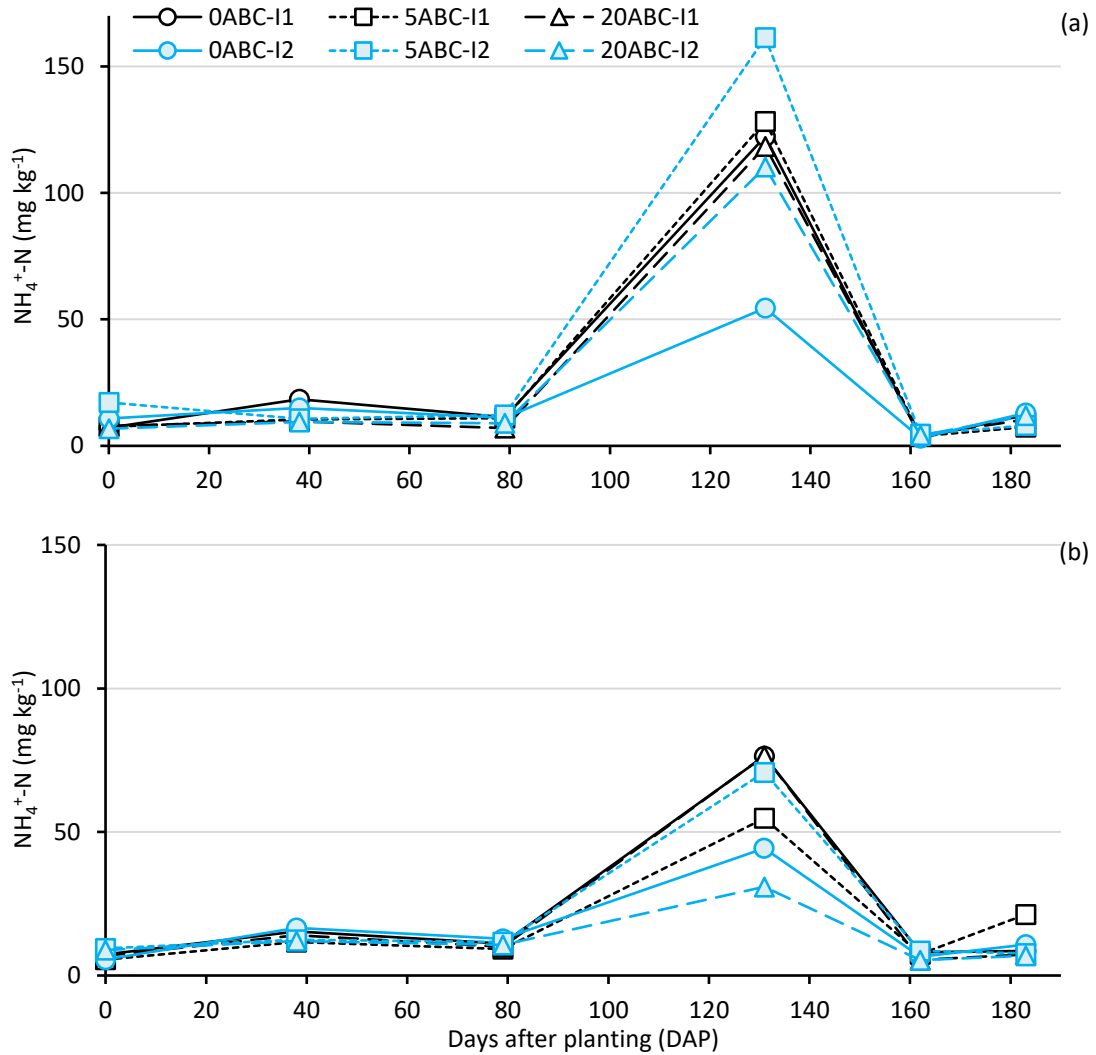 0ABC-I1 5ABC-I1 20ABC-I1 (a)
0ABC-I2 5ABC-I2 20ABC-I2
150
100
50
0
NH₄⁺-N (mg kg⁻¹)
0 20 40 60 80 100 120 140 160 180
150 (b)
100
50
0
NH₄⁺-N (mg kg⁻¹)
0 20 40 60 80 100 120 140 160 180
Days after planting (DAP)